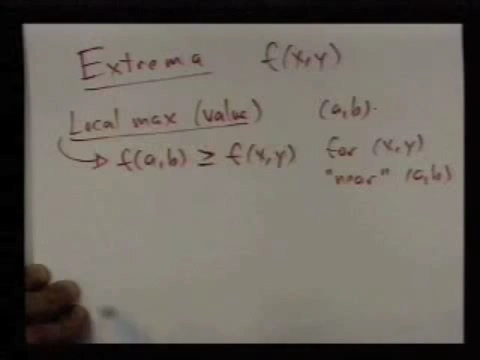 Extrema f(x,y)
Local max (value) (a,b).
f(a,b) ≥ f(x,y) for (x,y)
"near" (a,b)